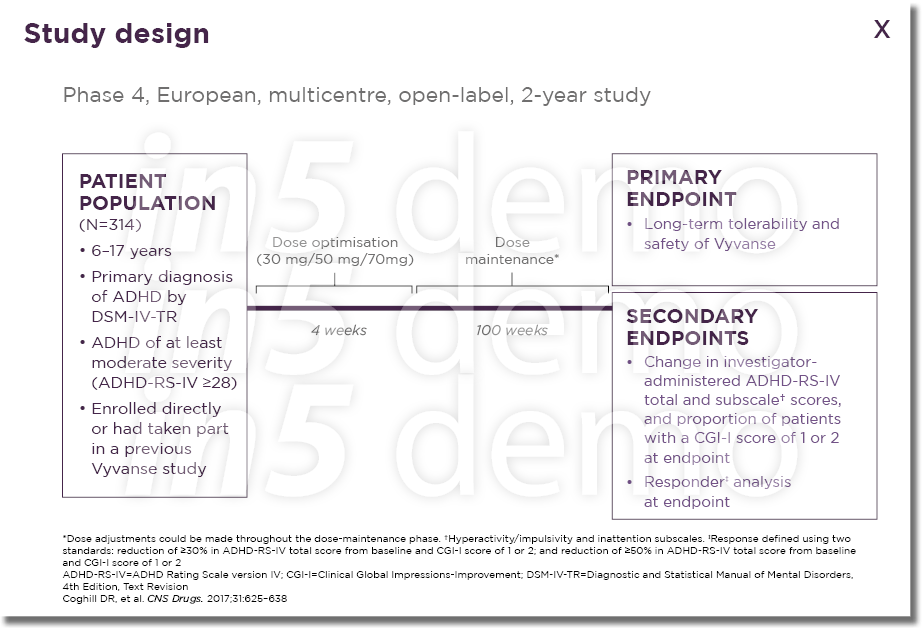 Study design
X
Phase 4, European, multicentre, open-label, 2-year study
in5 demo
in5 demo
in5 demo
PATIENT
POPULATION
(N=314)
• 6–17 years
• Primary diagnosis
of ADHD by
DSM-IV-TR
• ADHD of at least
moderate severity
(ADHD-RS-IV ≥28)
• Enrolled directly
or had taken part
in a previous
Vyvanse study
Dose optimisation
(30 mg/50 mg/70mg)
4 weeks
Dose
maintenance*
100 weeks
PRIMARY
ENDPOINT
• Long-term tolerability and
safety of Vyvanse
SECONDARY
ENDPOINTS
• Change in investigator-
administered ADHD-RS-IV
total and subscale† scores,
and proportion of patients
with a CGI-I score of 1 or 2
at endpoint
• Responder‡ analysis
at endpoint
*Dose adjustments could be made throughout the dose-maintenance phase. †Hyperactivity/impulsivity and inattention subscales. ‡Response defined using two
standards: reduction of ≥30% in ADHD-RS-IV total score from baseline and CGI-I score of 1 or 2; and reduction of ≥50% in ADHD-RS-IV total score from baseline
and CGI-I score of 1 or 2
ADHD-RS-IV=ADHD Rating Scale version IV; CGI-I=Clinical Global Impressions-Improvement; DSM-IV-TR=Diagnostic and Statistical Manual of Mental Disorders,
4th Edition, Text Revision
Coghill DR, et al. CNS Drugs. 2017;31:625–638